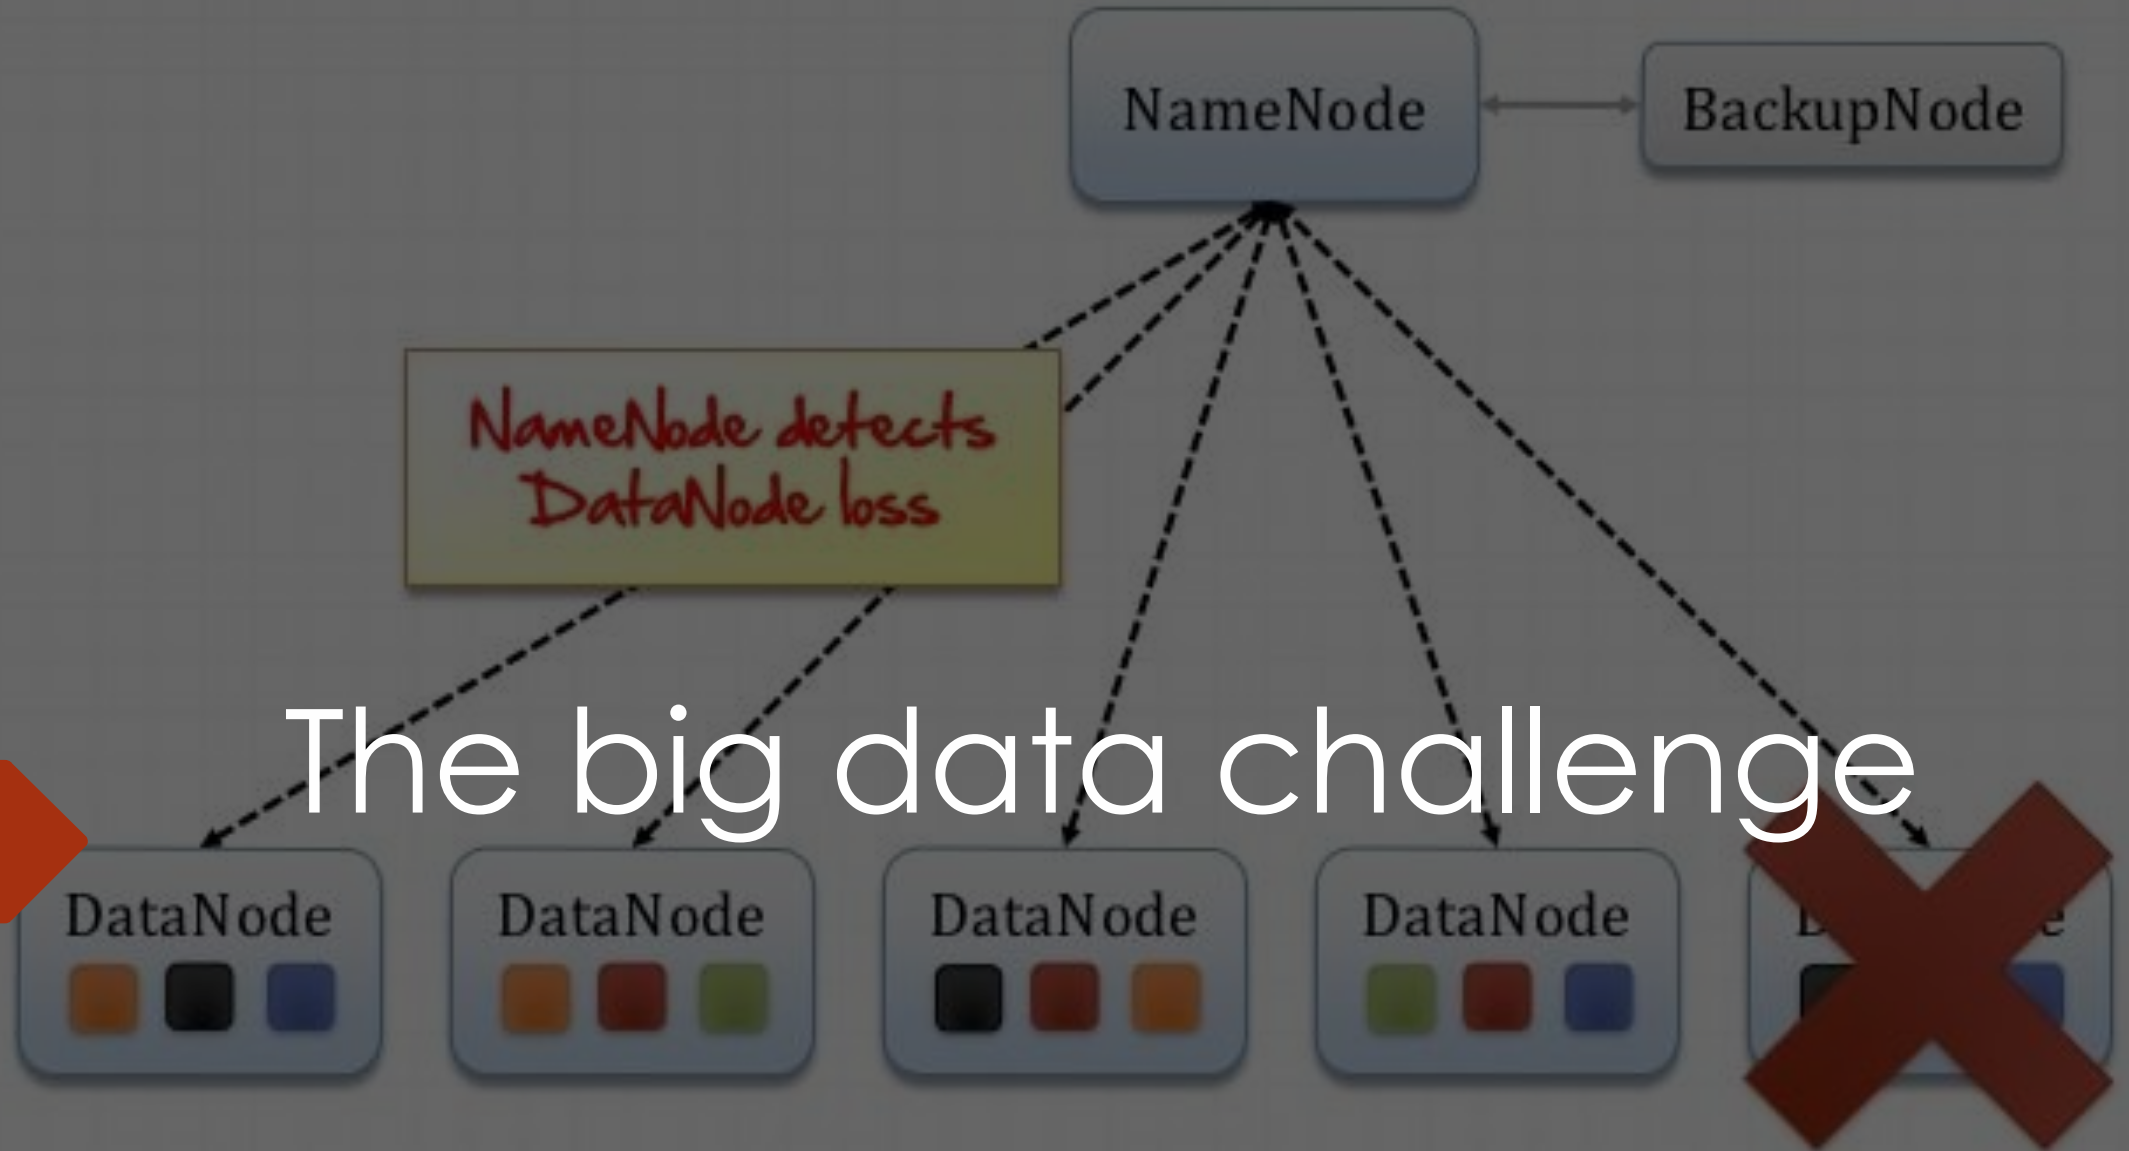 NameNode
BackupNode
NameNode detects
DataNode loss
The big data challenge
DataNode
DataNode
DataNode
DataNode